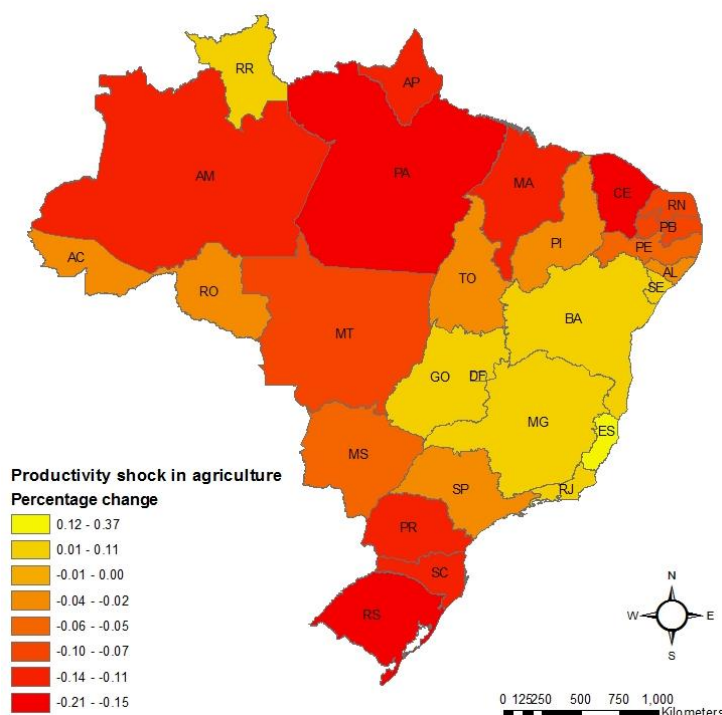 RR
AP
AM
PA
MA
CE
RN
PB
PI
PE
AC
AL
TO
SE
RO
BA
MT
GO
DF
MG
ES
MS
SP
RJ
PR
SC
RS
Productivity shock in agriculture
Percentage change
0.12 - 0.37
0.01 - 0.11
-0.01 - 0.00
-0.04 - -0.02
-0.06 - -0.05
-0.10 - -0.07
-0.14 - -0.11
-0.21 - -0.15
N
W E
S
0 125250 500 750 1,000
Kilometers